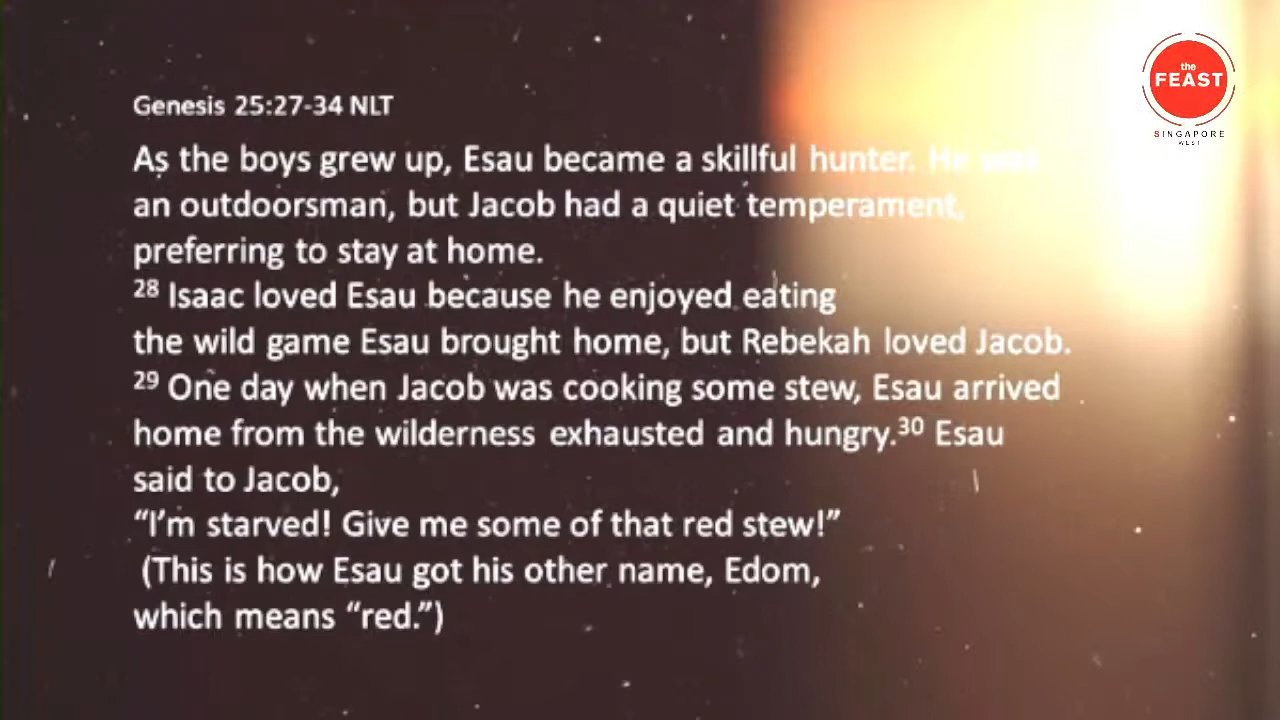 the
FEAST
SINGAPORE
WEST
Genesis 25:27-34 NLT
As the boys grew up, Esau became a skillful hunter. He was
an outdoorsman, but Jacob had a quiet temperament,
preferring to stay at home.
28 Isaac loved Esau because he enjoyed eating
the wild game Esau brought home, but Rebekah loved Jacob.
29 One day when Jacob was cooking some stew, Esau arrived
home from the wilderness exhausted and hungry.30 Esau
said to Jacob,
“I’m starved! Give me some of that red stew!”
(This is how Esau got his other name, Edom,
which means “red.”)